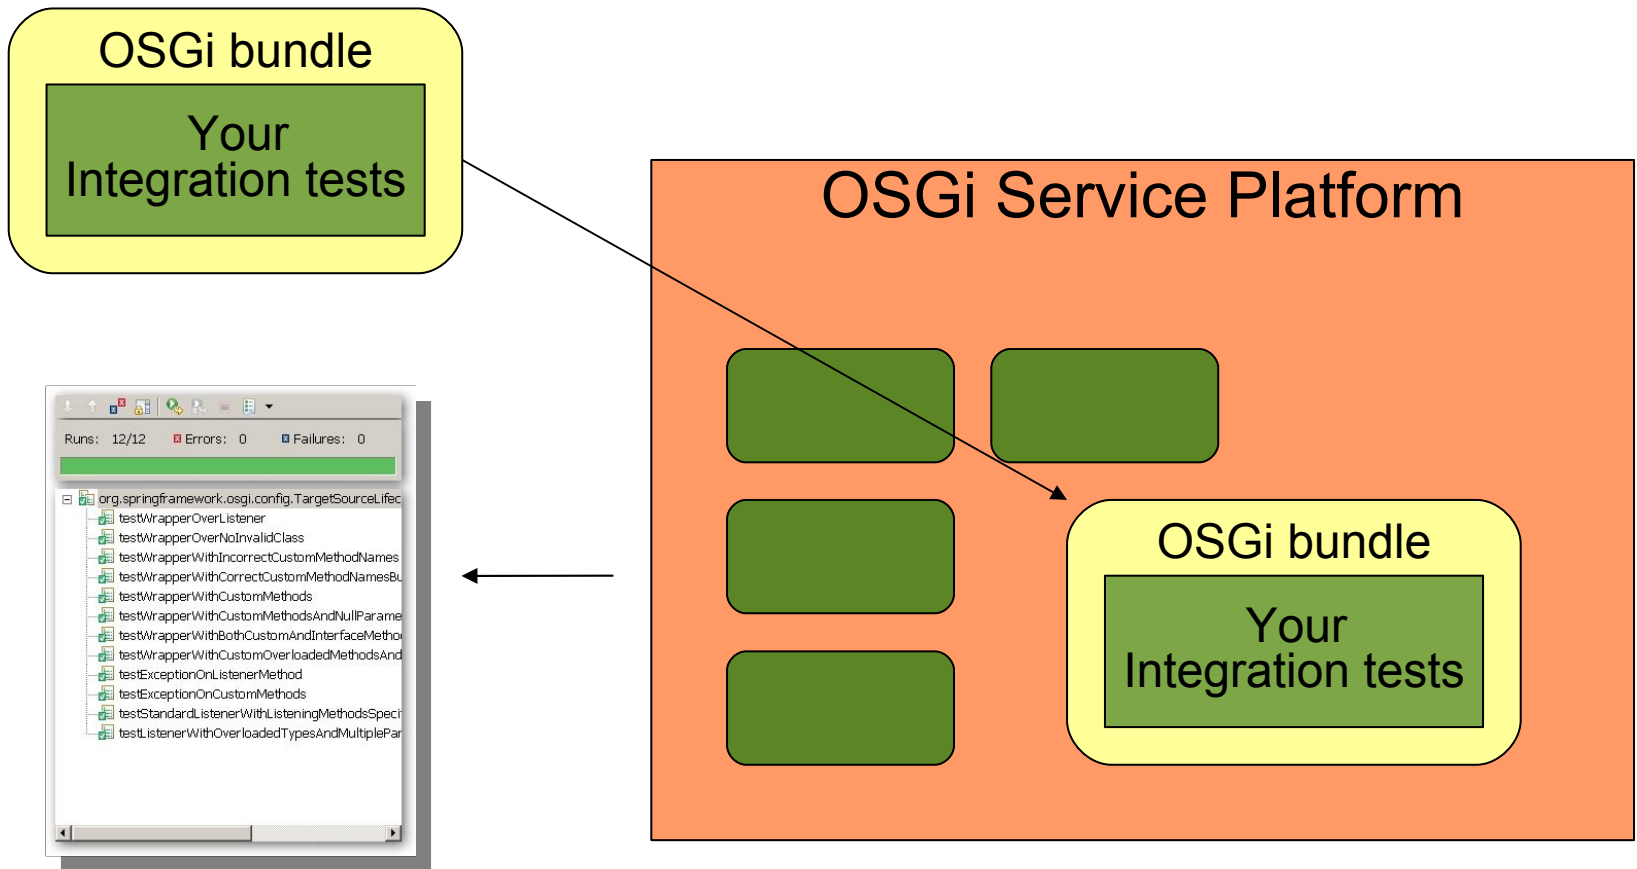 OSGi bundle
Your
Integration tests
OSGi Service Platform
Runs: 12/12 Errors: 0 Failures: 0
org.springframework.osgi.config.TargetSourceLifec
testWrapperOverListener
testWrapperOverNoInvalidClass
testWrapperWithIncorrectCustomMethodNames
testWrapperWithCorrectCustomMethodNamesBu
testWrapperWithCustomMethods
testWrapperWithCustomMethodsAndNullParame
testWrapperWithBothCustomAndInterfaceMetho
testWrapperWithCustomOverloadedMethodsAnd
testExceptionOnListenerMethod
testExceptionOnCustomMethods
testStandardListenerWithListeningMethodsSpeci
testListenerWithOverloadedTypesAndMultiplePar
OSGi bundle
Your
Integration tests